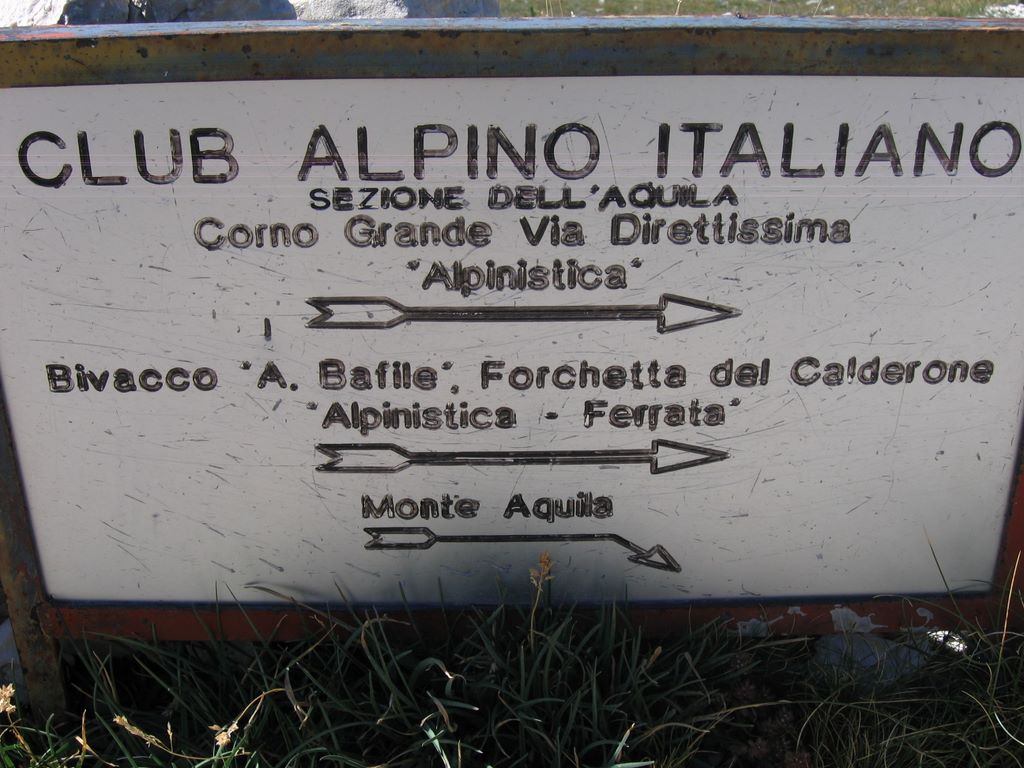 CLUB ALPINO ITALIANO
SEZIONE DELL'AQUILA
Corno Grande Via Direttissima
"Alpinistica"
Bivacco "A. Bafile", Forchetta del Calderone
"Alpinistica - Ferrata"
Monte Aquila